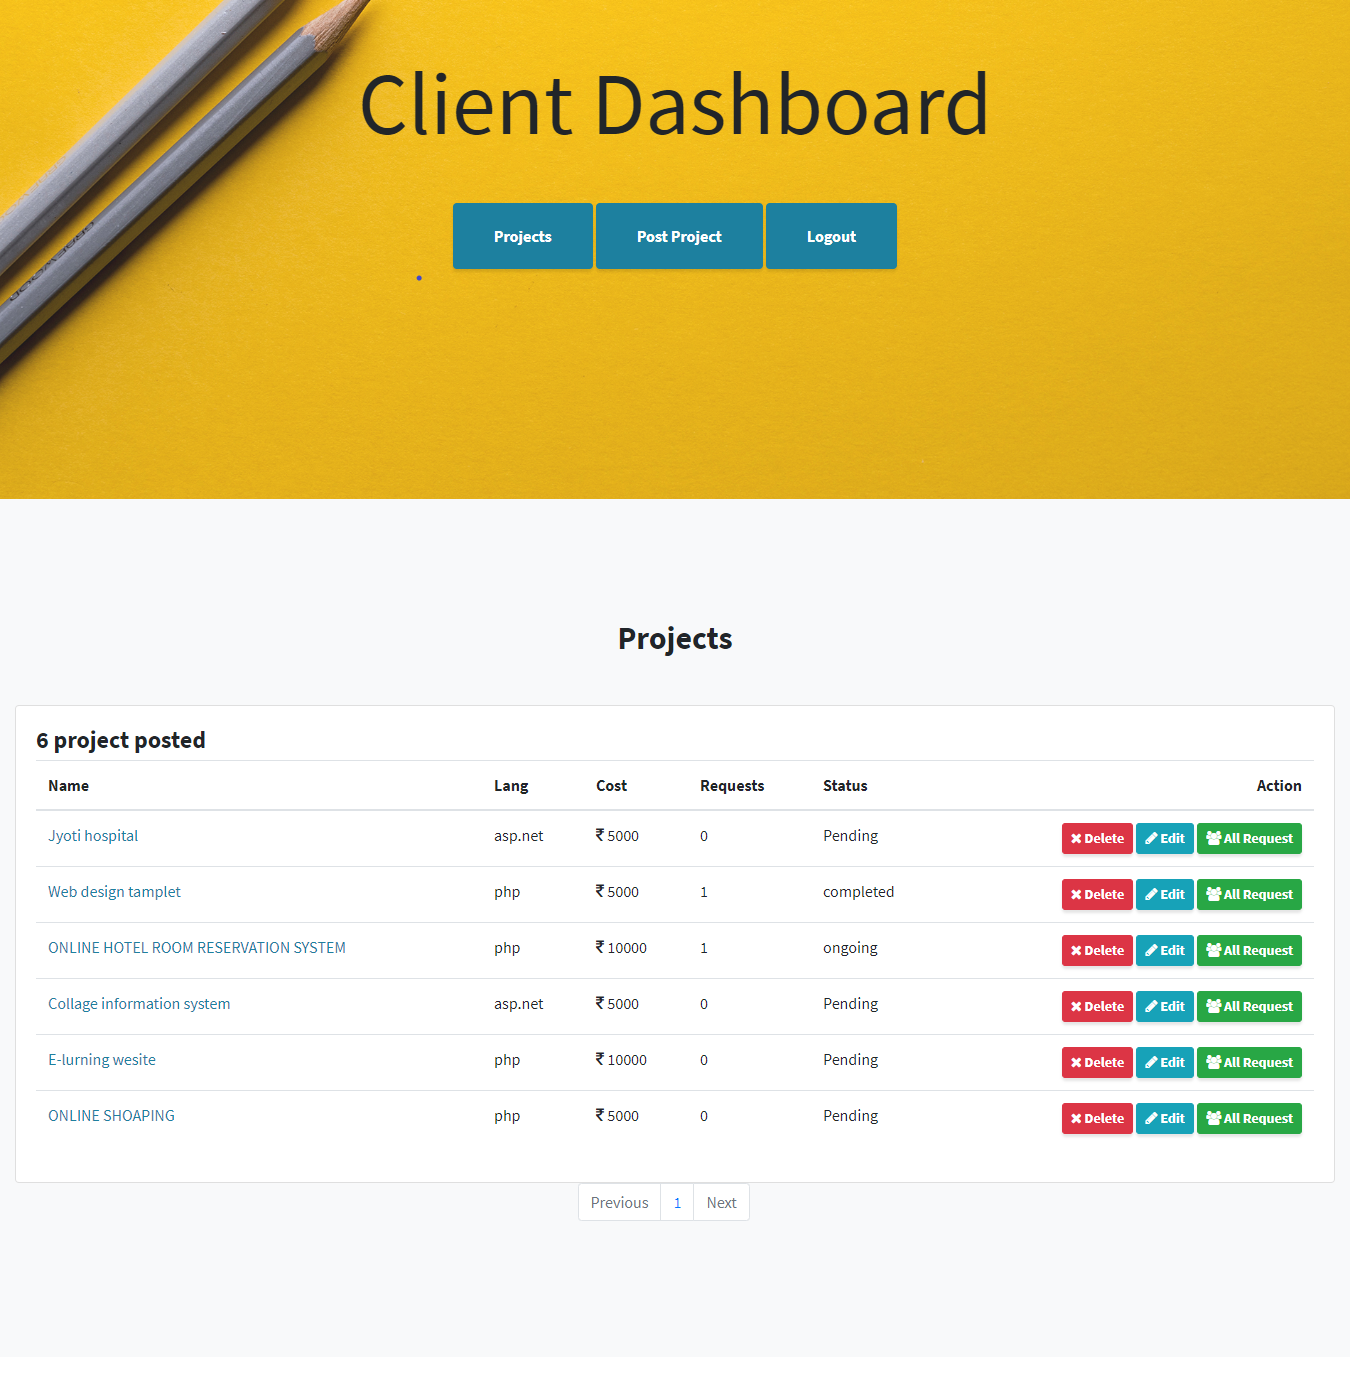 Client Dashboard
Projects Post Project Logout
Projects
6 project posted
Name Lang Cost Requests Status Action
Jyoti hospital asp.net ₹ 5000 0 Pending Delete Edit All Request
Web design tamplet php ₹ 5000 1 completed Delete Edit All Request
ONLINE HOTEL ROOM RESERVATION SYSTEM php ₹ 10000 1 ongoing Delete Edit All Request
Collage information system asp.net ₹ 5000 0 Pending Delete Edit All Request
E-lurning wesite php ₹ 10000 0 Pending Delete Edit All Request
ONLINE SHOAPING php ₹ 5000 0 Pending Delete Edit All Request
Previous 1 Next